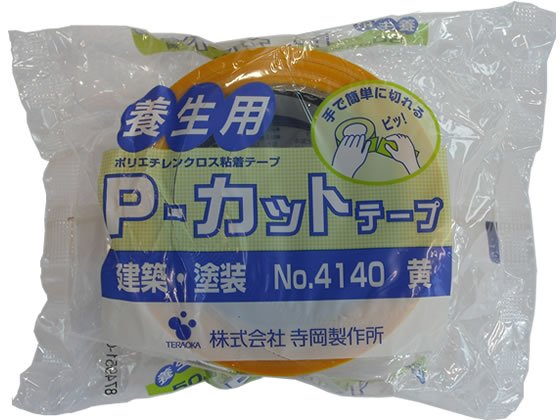 養生用
手で簡単に切れる
ピッ!
ポリエチレンクロス粘着テープ
P-カットテープ
建築・塗装 No.4140 黄
TERAOKA 株式会社 寺岡製作所